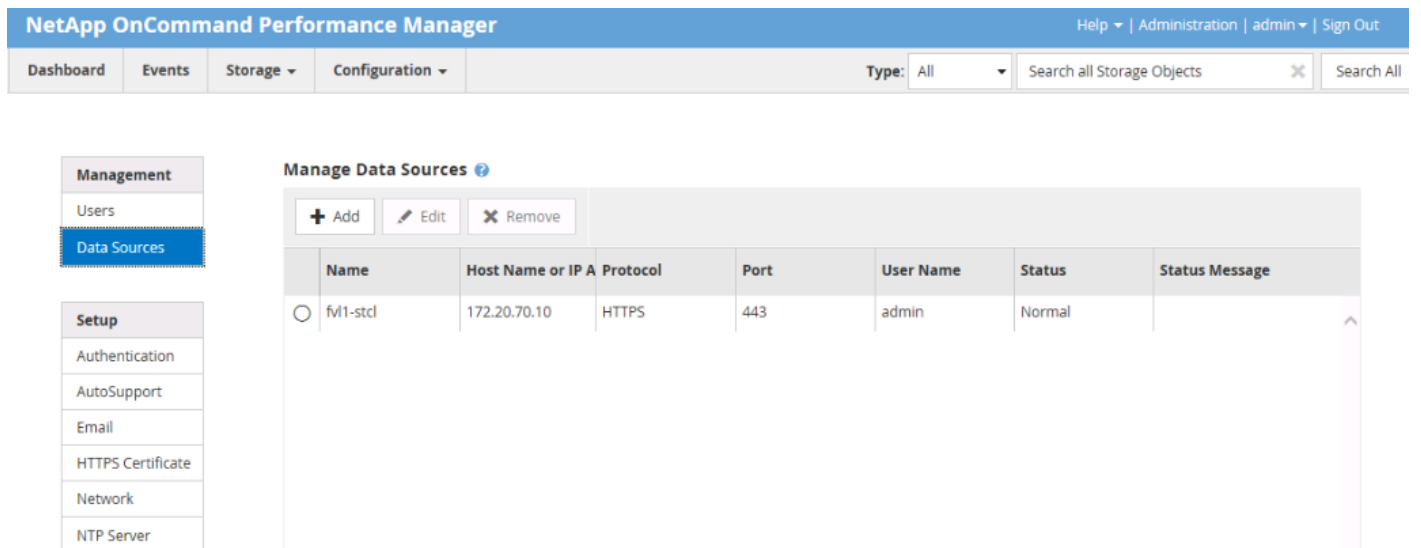 NetApp OnCommand Performance Manager
Help | Administration | admin | Sign Out
Dashboard Events Storage Configuration Type: All Search all Storage Objects Search All
Manage Data Sources
Management
Users
Data Sources
Setup
Authentication
AutoSupport
Email
HTTPS Certificate
Network
NTP Server
Add Edit Remove
Name Host Name or IP A Protocol Port User Name Status Status Message
fvl1-stcl 172.20.70.10 HTTPS 443 admin Normal